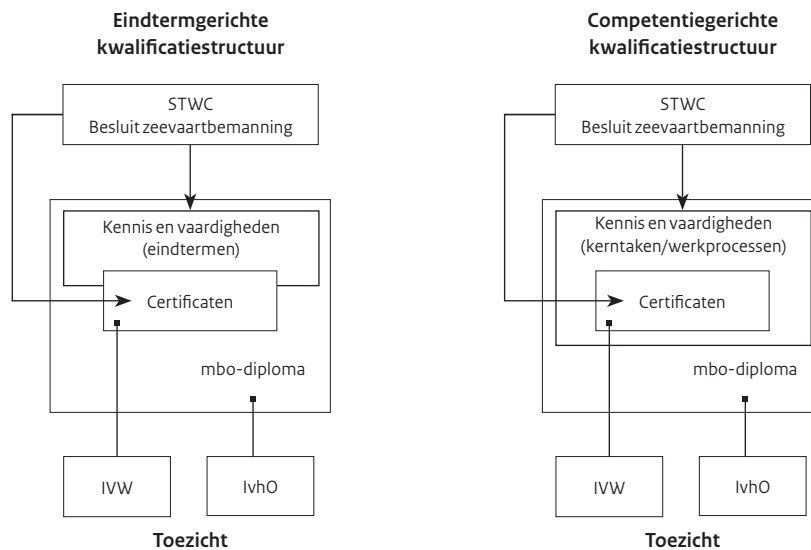 Eindtermgerichte
kwalificatiestructuur
STWC
Besluit zeevaartbemanning
Kennis en vaardigheden
(eindtermen)
Certificaten
mbo-diploma
IVW
IvhO
Toezicht
Competentiegerichte
kwalificatiestructuur
STWC
Besluit zeevaartbemanning
Kennis en vaardigheden
(kerntaken/werkprocessen)
Certificaten
mbo-diploma
IVW
IvhO
Toezicht